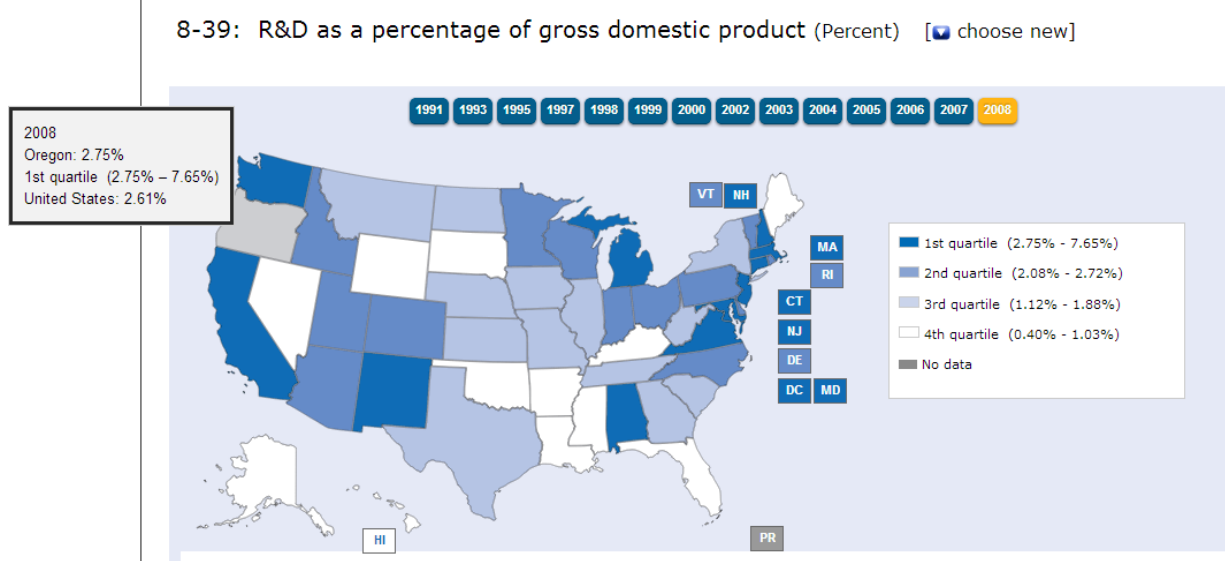 8-39: R&D as a percentage of gross domestic product (Percent) [ choose new]
1991 1993 1995 1997 1998 1999 2000 2002 2003 2004 2005 2006 2007 2008
2008
Oregon: 2.75%
1st quartile (2.75% – 7.65%)
United States: 2.61%
VT NH
MA
RI
CT
NJ
DE
DC MD
HI
PR
1st quartile (2.75% - 7.65%)
2nd quartile (2.08% - 2.72%)
3rd quartile (1.12% - 1.88%)
4th quartile (0.40% - 1.03%)
No data